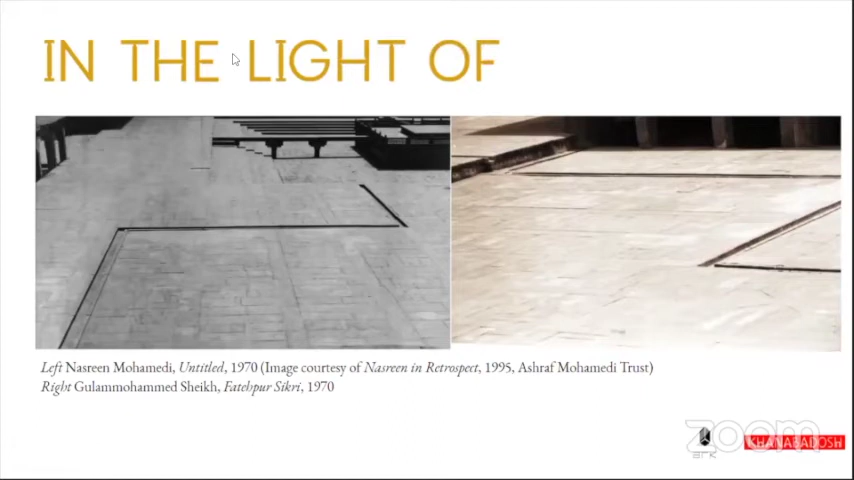 IN THE LIGHT OF
Left Nasreen Mohamedi, Untitled, 1970 (Image courtesy of Nasreen in Retrospect, 1995, Ashraf Mohamedi Trust)
Right Gulammohammed Sheikh, Fatehpur Sikri, 1970
zoom
KHANABADOSH